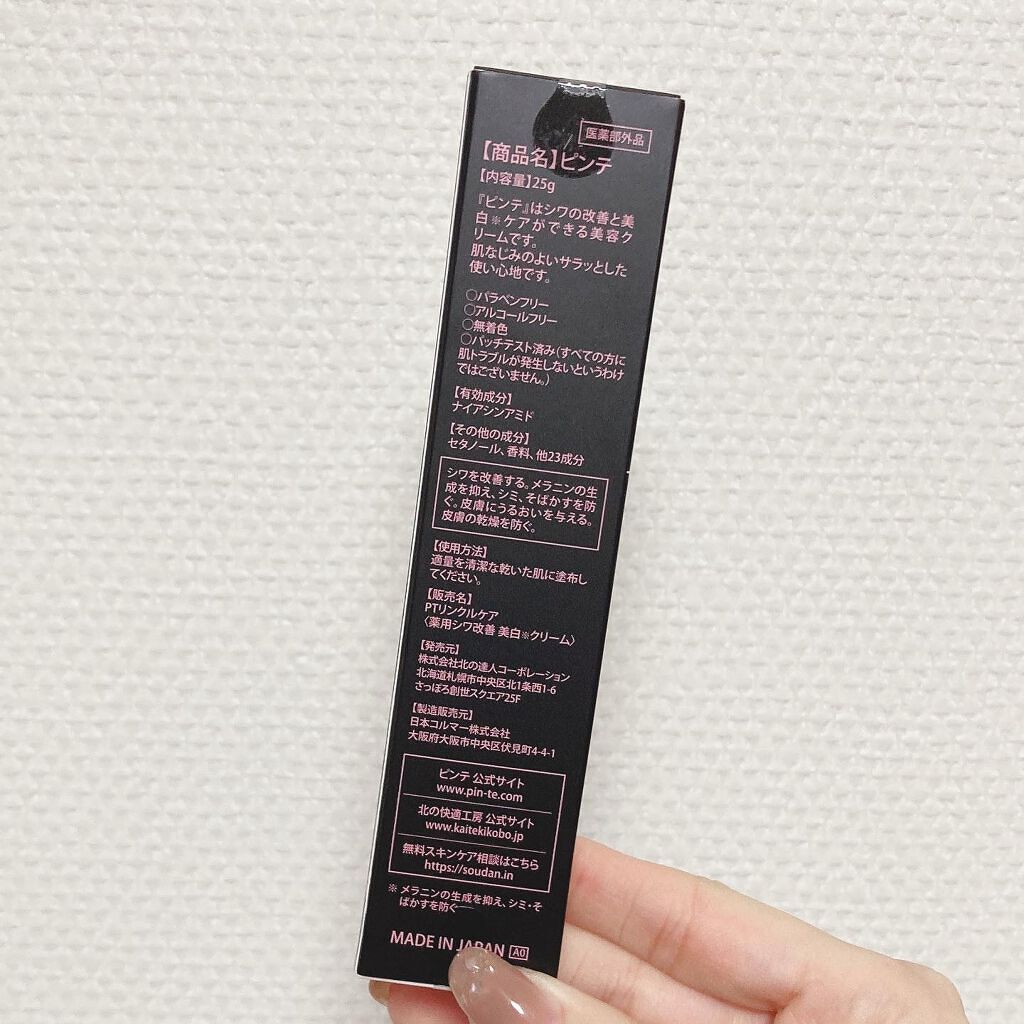 医薬部外品
【商品名】ピンテ
【内容量】25g
『ピンテ』はシワの改善と美
白※ケアができる美容ク
リームです。
肌なじみのよいサラッとした
使い心地です。
○パラベンフリー
○アルコールフリー
○無着色
○パッチテスト済み(すべての方に
肌トラブルが発生しないというわけ
ではございません。)
【有効成分】
ナイアシンアミド
【その他の成分】
セタノール、香料、他23成分
シワを改善する。メラニンの生
成を抑え、シミ、そばかすを防
ぐ。皮膚にうるおいを与える。
皮膚の乾燥を防ぐ。
【使用方法】
適量を清潔な乾いた肌に塗布し
てください。
【販売名】
PTリンクルケア
〈薬用シワ改善 美白※クリーム〉
【発売元】
株式会社北の達人コーポレーション
北海道札幌市中央区北1条西1-6
さっぽろ創世スクエア25F
【製造販売元】
日本コルマー株式会社
大阪府大阪市中央区伏見町4-4-1
ピンテ 公式サイト
www.pin-te.com
北の快適工房 公式サイト
www.kaitekikobo.jp
無料スキンケア相談はこちら
https://soudan.in
※ メラニンの生成を抑え、シミ・そ
ばかすを防ぐ
MADE IN JAPAN A0